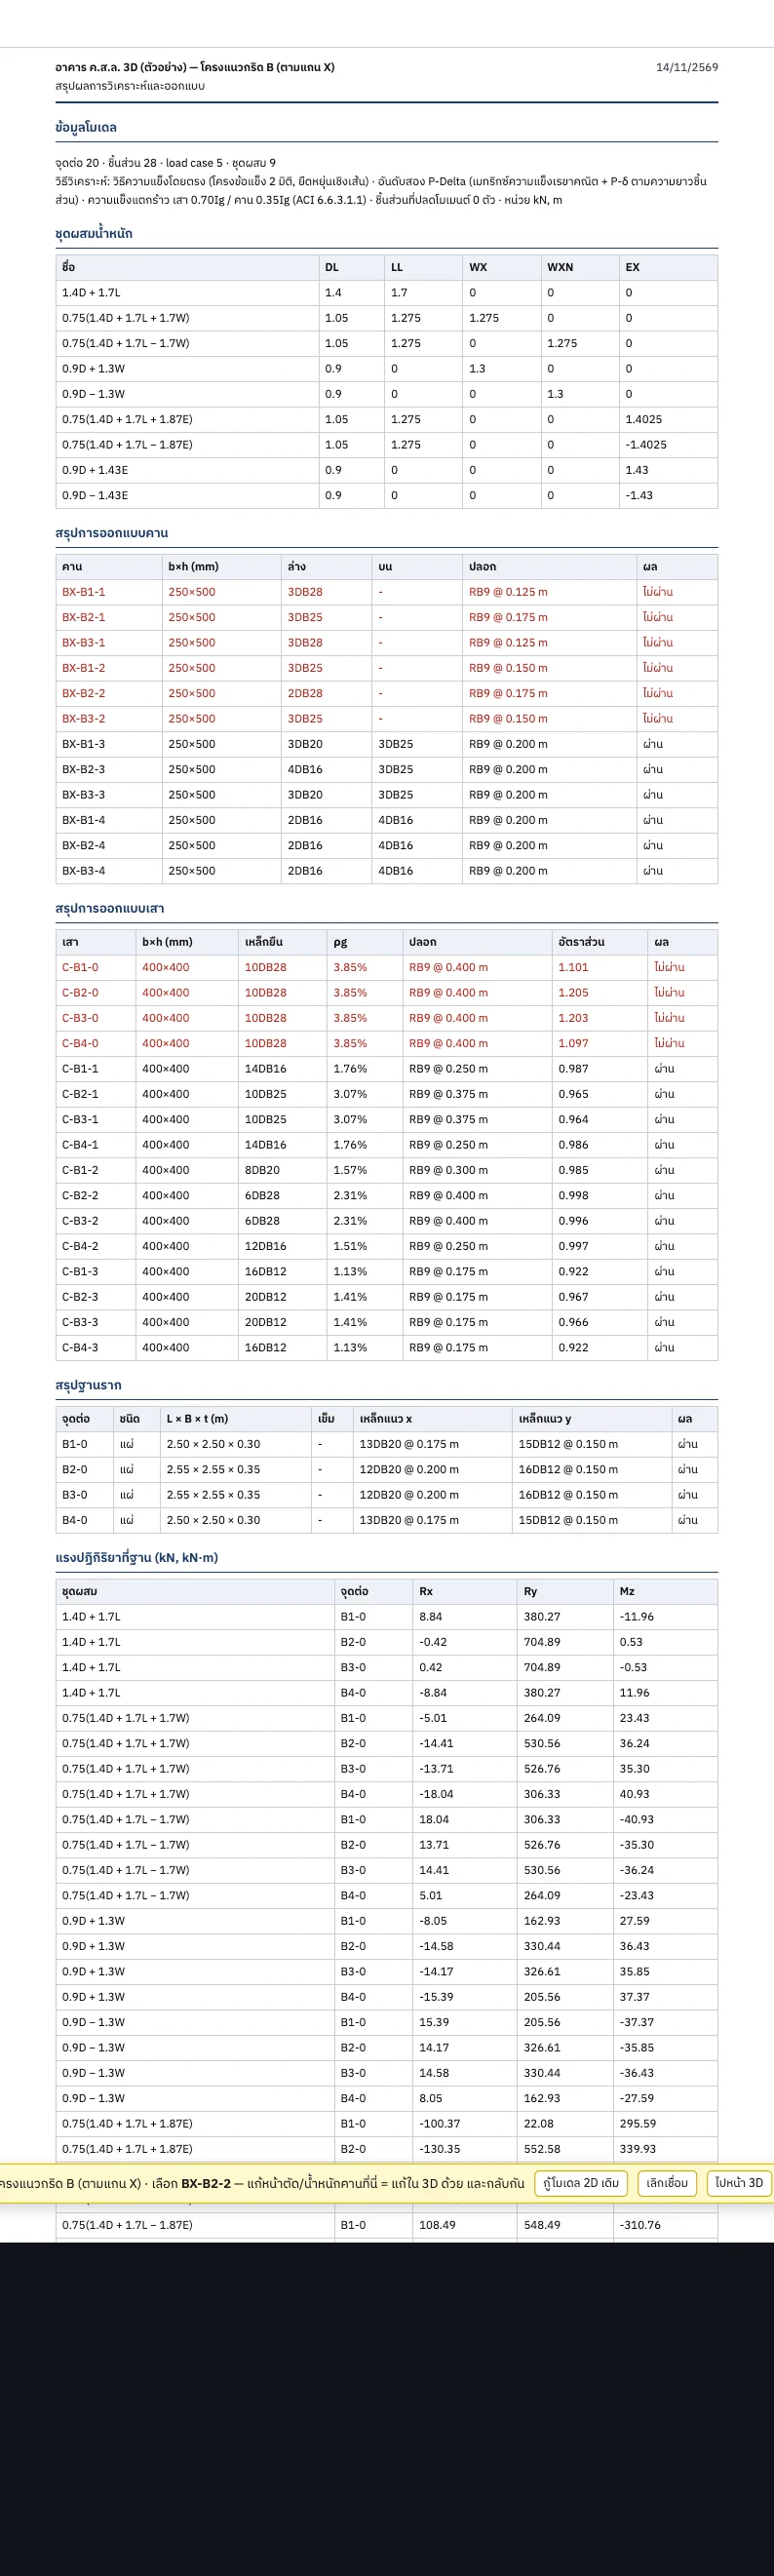 อาคาร ค.ส.ล. 3D (ตัวอย่าง) — โครงแนวกริด B (ตามแกน X) 14/11/2569
สรุปผลการวิเคราะห์และออกแบบ
ข้อมูลโมเดล
จุดต่อ 20 · ชิ้นส่วน 28 · load case 5 · ชุดผสม 9
วิธีวิเคราะห์: วิธีความแข็งโดยตรง (โครงข้อแข็ง 2 มิติ, ยืดหยุ่นเชิงเส้น) · อันดับสอง P-Delta (เมทริกซ์ความแข็งเรขาคณิต + P-δ ตามความยาวชิ้น
ส่วน) · ความแข็งแตกร้าว เสา 0.70Ig / คาน 0.35Ig (ACI 6.6.3.1.1) · ชิ้นส่วนที่ปลดโมเมนต์ 0 ตัว · หน่วย kN, m
ชุดผสมน้ำหนัก
ชื่อ DL LL WX WXN EX
1.4D + 1.7L 1.4 1.7 0 0 0
0.75(1.4D + 1.7L + 1.7W) 1.05 1.275 1.275 0 0
0.75(1.4D + 1.7L − 1.7W) 1.05 1.275 0 1.275 0
0.9D + 1.3W 0.9 0 1.3 0 0
0.9D − 1.3W 0.9 0 0 1.3 0
0.75(1.4D + 1.7L + 1.87E) 1.05 1.275 0 0 1.4025
0.75(1.4D + 1.7L − 1.87E) 1.05 1.275 0 0 -1.4025
0.9D + 1.43E 0.9 0 0 0 1.43
0.9D − 1.43E 0.9 0 0 0 -1.43
สรุปการออกแบบคาน
คาน b×h (mm) ล่าง บน ปลอก ผล
BX-B1-1 250×500 3DB28 - RB9 @ 0.125 m ไม่ผ่าน
BX-B2-1 250×500 3DB25 - RB9 @ 0.175 m ไม่ผ่าน
BX-B3-1 250×500 3DB28 - RB9 @ 0.125 m ไม่ผ่าน
BX-B1-2 250×500 3DB25 - RB9 @ 0.150 m ไม่ผ่าน
BX-B2-2 250×500 2DB28 - RB9 @ 0.175 m ไม่ผ่าน
BX-B3-2 250×500 3DB25 - RB9 @ 0.150 m ไม่ผ่าน
BX-B1-3 250×500 3DB20 3DB25 RB9 @ 0.200 m ผ่าน
BX-B2-3 250×500 4DB16 3DB25 RB9 @ 0.200 m ผ่าน
BX-B3-3 250×500 3DB20 3DB25 RB9 @ 0.200 m ผ่าน
BX-B1-4 250×500 2DB16 4DB16 RB9 @ 0.200 m ผ่าน
BX-B2-4 250×500 2DB16 4DB16 RB9 @ 0.200 m ผ่าน
BX-B3-4 250×500 2DB16 4DB16 RB9 @ 0.200 m ผ่าน
สรุปการออกแบบเสา
เสา b×h (mm) เหล็กยืน ρg ปลอก อัตราส่วน ผล
C-B1-0 400×400 10DB28 3.85% RB9 @ 0.400 m 1.101 ไม่ผ่าน
C-B2-0 400×400 10DB28 3.85% RB9 @ 0.400 m 1.205 ไม่ผ่าน
C-B3-0 400×400 10DB28 3.85% RB9 @ 0.400 m 1.203 ไม่ผ่าน
C-B4-0 400×400 10DB28 3.85% RB9 @ 0.400 m 1.097 ไม่ผ่าน
C-B1-1 400×400 14DB16 1.76% RB9 @ 0.250 m 0.987 ผ่าน
C-B2-1 400×400 10DB25 3.07% RB9 @ 0.375 m 0.965 ผ่าน
C-B3-1 400×400 10DB25 3.07% RB9 @ 0.375 m 0.964 ผ่าน
C-B4-1 400×400 14DB16 1.76% RB9 @ 0.250 m 0.986 ผ่าน
C-B1-2 400×400 8DB20 1.57% RB9 @ 0.300 m 0.985 ผ่าน
C-B2-2 400×400 6DB28 2.31% RB9 @ 0.400 m 0.998 ผ่าน
C-B3-2 400×400 6DB28 2.31% RB9 @ 0.400 m 0.996 ผ่าน
C-B4-2 400×400 12DB16 1.51% RB9 @ 0.250 m 0.997 ผ่าน
C-B1-3 400×400 16DB12 1.13% RB9 @ 0.175 m 0.922 ผ่าน
C-B2-3 400×400 20DB12 1.41% RB9 @ 0.175 m 0.967 ผ่าน
C-B3-3 400×400 20DB12 1.41% RB9 @ 0.175 m 0.966 ผ่าน
C-B4-3 400×400 16DB12 1.13% RB9 @ 0.175 m 0.922 ผ่าน
สรุปฐานราก
จุดต่อ ชนิด L × B × t (m) เข็ม เหล็กแนว x เหล็กแนว y ผล
B1-0 แผ่ 2.50 × 2.50 × 0.30 - 13DB20 @ 0.175 m 15DB12 @ 0.150 m ผ่าน
B2-0 แผ่ 2.55 × 2.55 × 0.35 - 12DB20 @ 0.200 m 16DB12 @ 0.150 m ผ่าน
B3-0 แผ่ 2.55 × 2.55 × 0.35 - 12DB20 @ 0.200 m 16DB12 @ 0.150 m ผ่าน
B4-0 แผ่ 2.50 × 2.50 × 0.30 - 13DB20 @ 0.175 m 15DB12 @ 0.150 m ผ่าน
แรงปฏิกิริยาที่ฐาน (kN, kN·m)
ชุดผสม จุดต่อ Rx Ry Mz
1.4D + 1.7L B1-0 8.84 380.27 -11.96
1.4D + 1.7L B2-0 -0.42 704.89 0.53
1.4D + 1.7L B3-0 0.42 704.89 -0.53
1.4D + 1.7L B4-0 -8.84 380.27 11.96
0.75(1.4D + 1.7L + 1.7W) B1-0 -5.01 264.09 23.43
0.75(1.4D + 1.7L + 1.7W) B2-0 -14.41 530.56 36.24
0.75(1.4D + 1.7L + 1.7W) B3-0 -13.71 526.76 35.30
0.75(1.4D + 1.7L + 1.7W) B4-0 -18.04 306.33 40.93
0.75(1.4D + 1.7L − 1.7W) B1-0 18.04 306.33 -40.93
0.75(1.4D + 1.7L − 1.7W) B2-0 13.71 526.76 -35.30
0.75(1.4D + 1.7L − 1.7W) B3-0 14.41 530.56 -36.24
0.75(1.4D + 1.7L − 1.7W) B4-0 5.01 264.09 -23.43
0.9D + 1.3W B1-0 -8.05 162.93 27.59
0.9D + 1.3W B2-0 -14.58 330.44 36.43
0.9D + 1.3W B3-0 -14.17 326.61 35.85
0.9D + 1.3W B4-0 -15.39 205.56 37.37
0.9D − 1.3W B1-0 15.39 205.56 -37.37
0.9D − 1.3W B2-0 14.17 326.61 -35.85
0.9D − 1.3W B3-0 14.58 330.44 -36.43
0.9D − 1.3W B4-0 8.05 162.93 -27.59
0.75(1.4D + 1.7L + 1.87E) B1-0 -100.37 22.08 295.59
0.75(1.4D + 1.7L + 1.87E) B2-0 -130.35 552.58 339.93
ครงแนวกริด B (ตามแกน X) · เลือก BX-B2-2 — แก้หน้าตัด/น้ำหนักคานที่นี่ = แก้ใน 3D ด้วย และกลับกัน กู้โมเดล 2D เดิม เลิกเชื่อม ไปหน้า 3D
0.75(1.4D + 1.7L − 1.87E) B1-0 108.49 548.49 -310.76